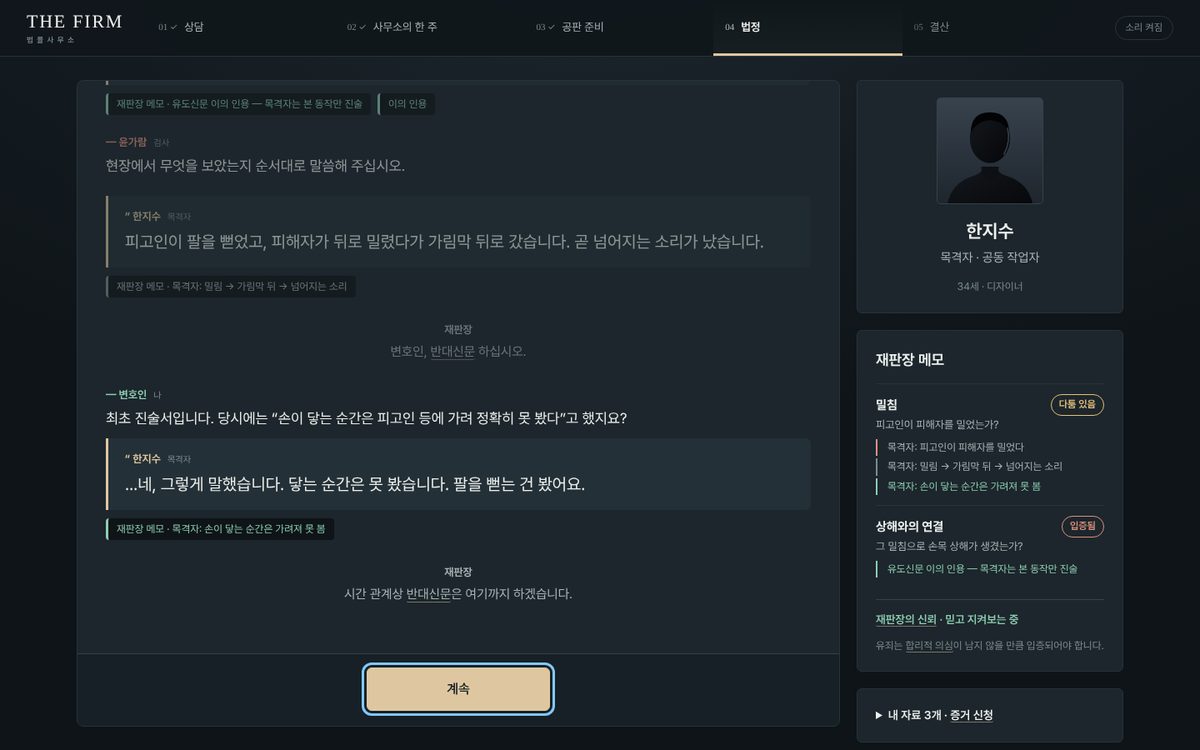 THE FIRM
법률사무소
01 ✓ 상담
02 ✓ 사무소의 한 주
03 ✓ 공판 준비
04 법정
05 결산
소리 켜짐
재판장 메모 · 유도신문 이의 인용 — 목격자는 본 동작만 진술
이의 인용
— 윤가람 검사
현장에서 무엇을 보았는지 순서대로 말씀해 주십시오.
“ 한지수 목격자
피고인이 팔을 뻗었고, 피해자가 뒤로 밀렸다가 가림막 뒤로 갔습니다. 곧 넘어지는 소리가 났습니다.
재판장 메모 · 목격자: 밀림 → 가림막 뒤 → 넘어지는 소리
재판장
변호인, 반대신문 하십시오.
— 변호인 나
최초 진술서입니다. 당시에는 “손이 닿는 순간은 피고인 등에 가려 정확히 못 봤다”고 했지요?
“ 한지수 목격자
…네, 그렇게 말했습니다. 닿는 순간은 못 봤습니다. 팔을 뻗는 건 봤어요.
재판장 메모 · 목격자: 손이 닿는 순간은 가려져 못 봄
재판장
시간 관계상 반대신문은 여기까지 하겠습니다.
계속
한지수
목격자 · 공동 작업자
34세 · 디자이너
재판장 메모
밀침 다툼 있음
피고인이 피해자를 밀었는가?
목격자: 피고인이 피해자를 밀었다
목격자: 밀림 → 가림막 뒤 → 넘어지는 소리
목격자: 손이 닿는 순간은 가려져 못 봄
상해와의 연결 입증됨
그 밀침으로 손목 상해가 생겼는가?
유도신문 이의 인용 — 목격자는 본 동작만 진술
재판장의 신뢰 · 믿고 지켜보는 중
유죄는 합리적 의심이 남지 않을 만큼 입증되어야 합니다.
▶ 내 자료 3개 · 증거 신청